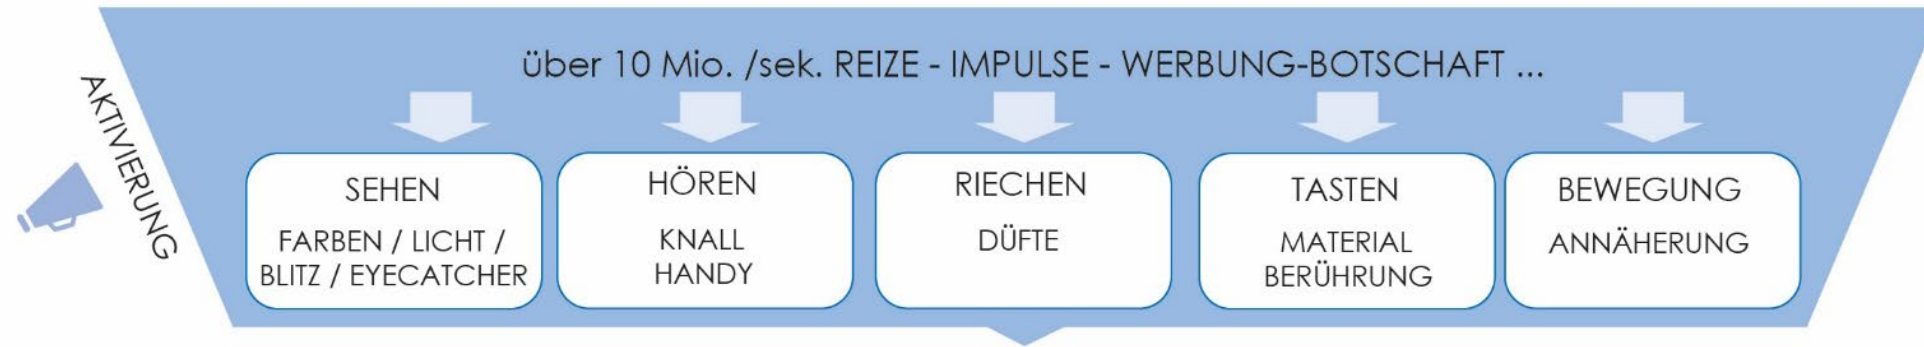 über 10 Mio. /sek. REIZE - IMPULSE - WERBUNG-BOTSCHAFT ...
AKTIVIERUNG
SEHEN
FARBEN / LICHT /
BLITZ / EYECATCHER
HÖREN
KNALL
HANDY
RIECHEN
DÜFTE
TASTEN
MATERIAL
BERÜHRUNG
BEWEGUNG
ANNÄHERUNG